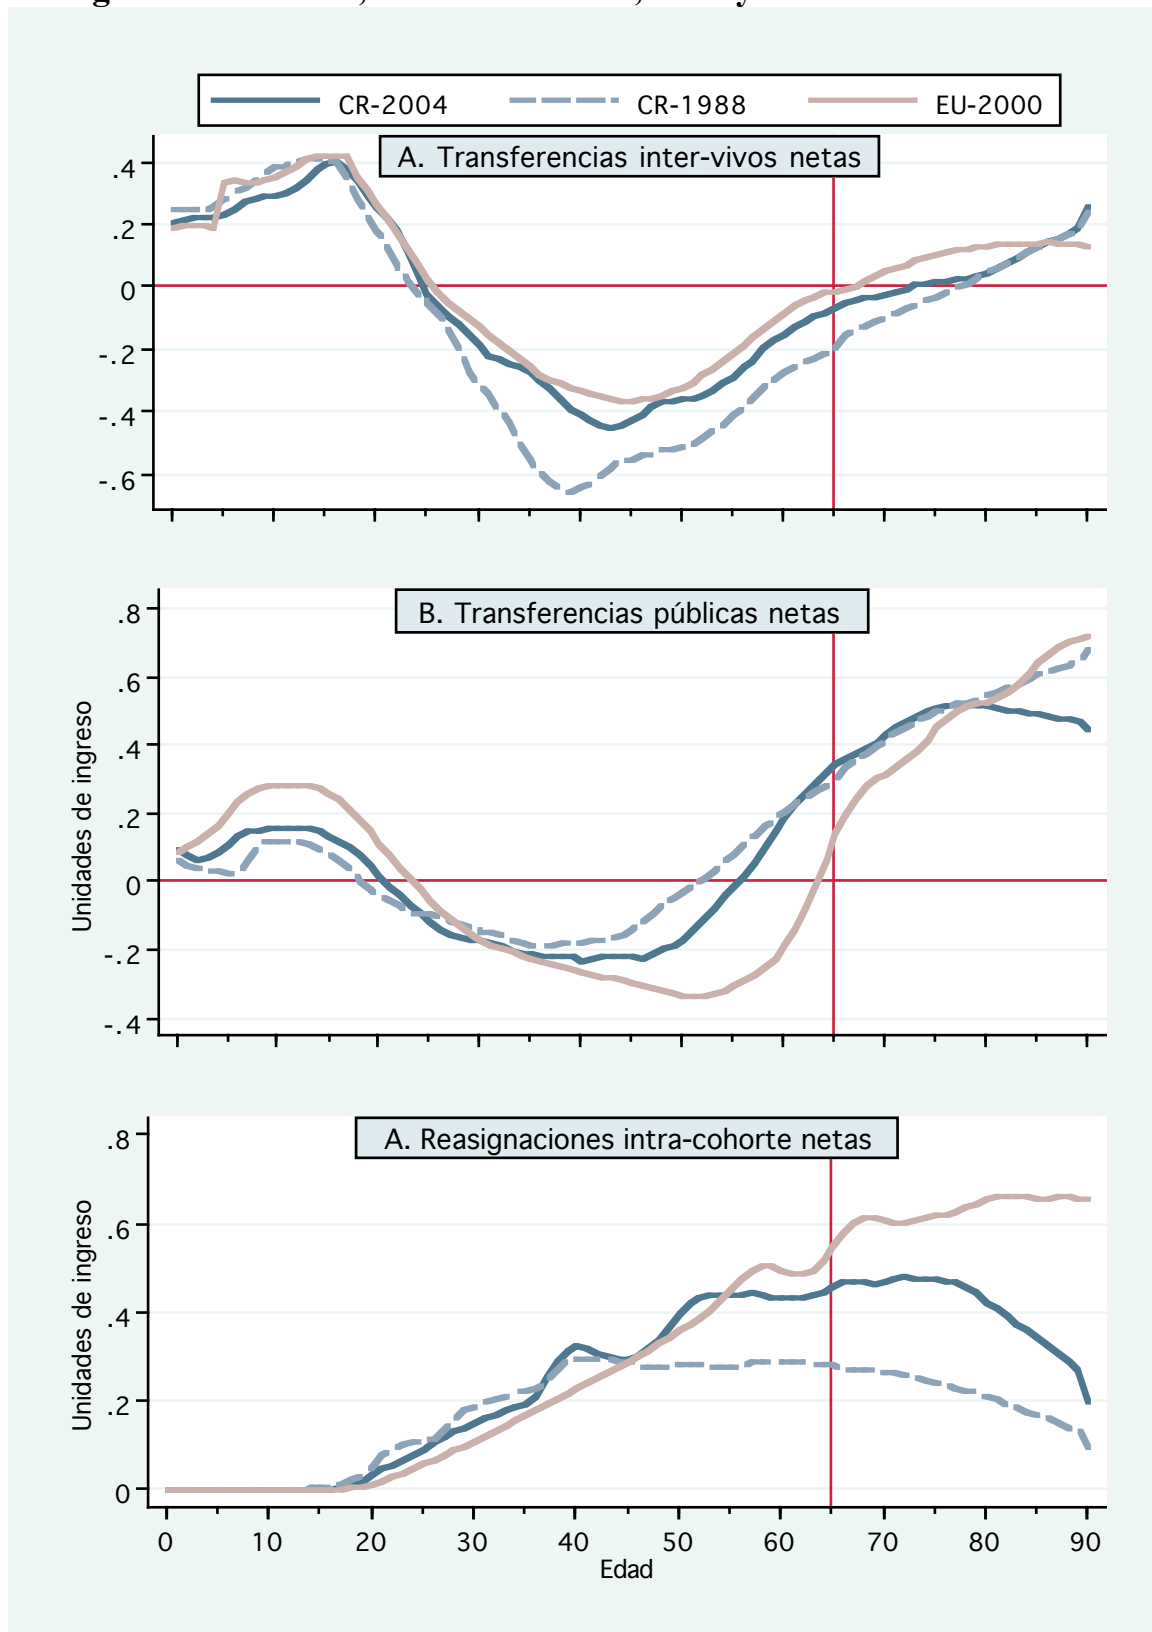 CR-2004 CR-1988 EU-2000
A. Transferencias inter-vivos netas
.4
.2
0
-.2
-.4
-.6
B. Transferencias públicas netas
Unidades de ingreso
.8
.6
.4
.2
0
-.2
-.4
A. Reasignaciones intra-cohorte netas
Unidades de ingreso
.8
.6
.4
.2
0
0 10 20 30 40 50 60 70 80 90
Edad